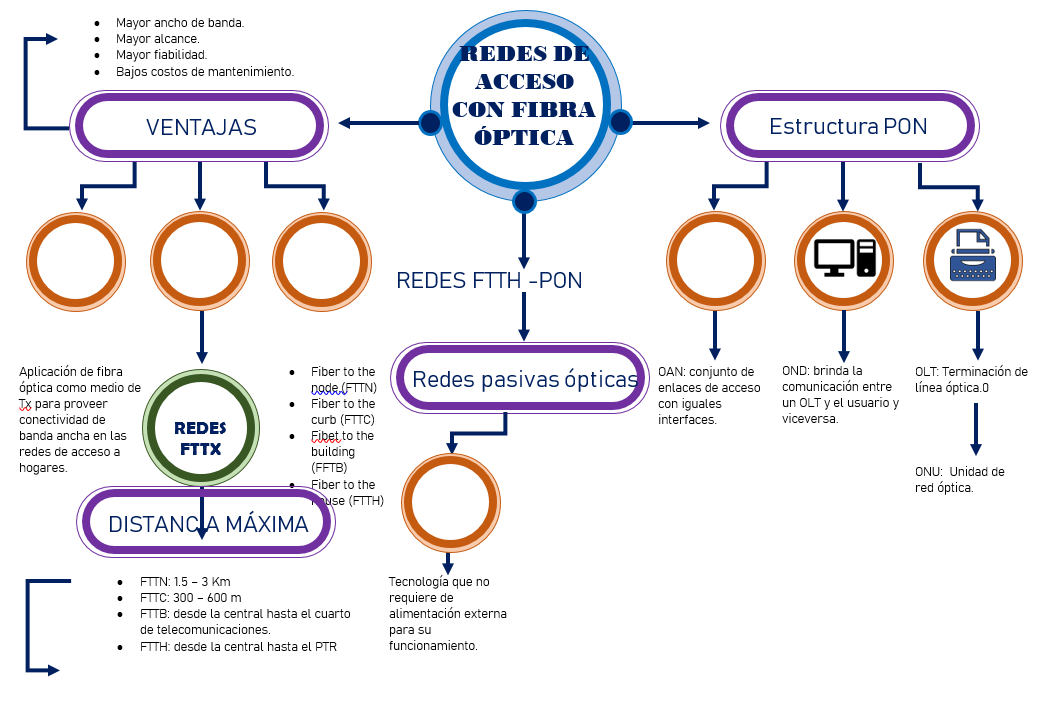 Mayor ancho de banda.
Mayor alcance.
Mayor fiabilidad.
Bajos costos de mantenimiento.
REDES DE
ACCESO
CON FIBRA
ÓPTICA
VENTAJAS
Estructura PON
REDES FTTH -PON
Redes pasivas ópticas
Aplicación de fibra
óptica como medio de
Tx para proveer
conectividad de
banda ancha en las
redes de acceso a
hogares.
REDES
FTTX
Fiber to the
node (FTTN)
Fiber to the
curb (FTTC)
Fibet to the
building
(FFTB)
Fiber to the
house (FTTH)
OAN: conjunto de
enlaces de acceso
con iguales
interfaces.
OND: brinda la
comunicación entre
un OLT y el usuario y
viceversa.
OLT: Terminación de
línea óptica.0
ONU:  Unidad de
red óptica.
DISTANCIA MÁXIMA
FTTN: 1.5 – 3 Km
FTTC: 300 – 600 m
FTTB: desde la central hasta el cuarto
de telecomunicaciones.
FTTH: desde la central hasta el PTR
Tecnología que no
requiere de
alimentación externa
para su
funcionamiento.